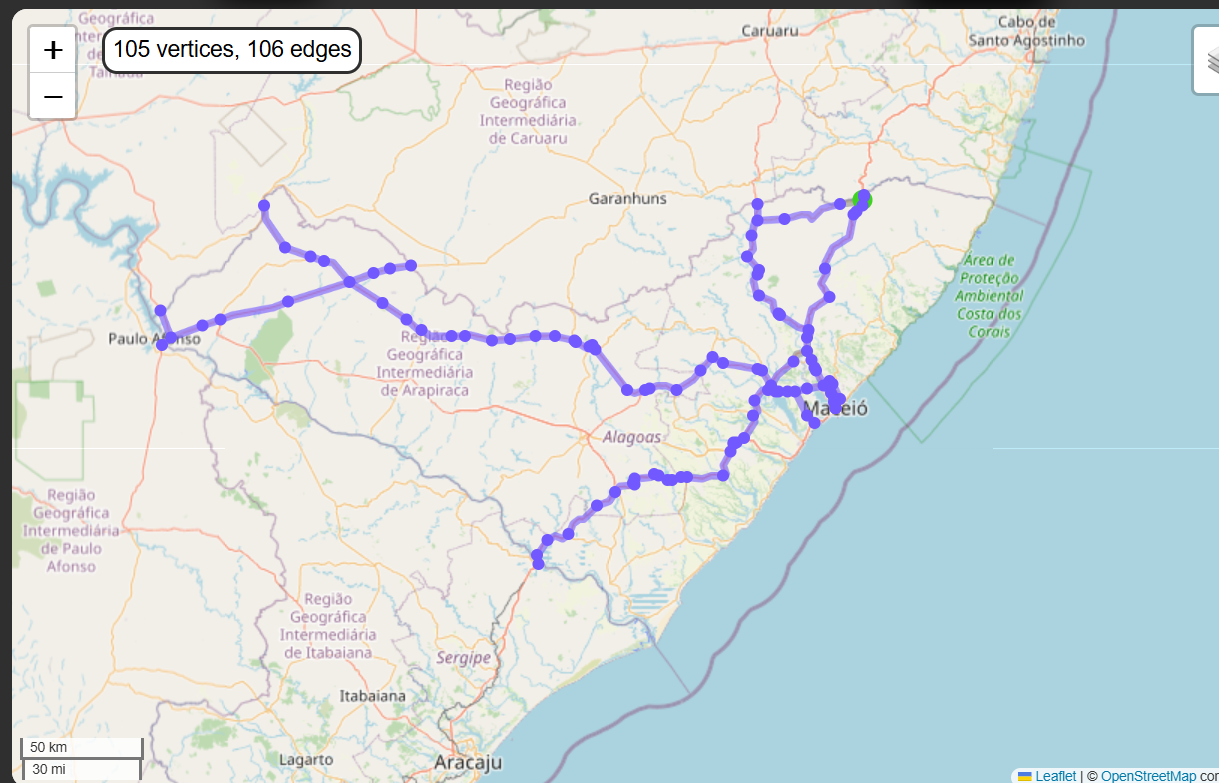 Região
Geográfica
+
105 vertices, 106 edges
−
Caruaru
Cabo de
Santo Agostinho
Região
Geográfica
Intermediária
de Caruaru
Garanhuns
Área de
Proteção
Ambiental
Costa dos
Corais
Paulo Afonso
Região
Geográfica
Intermediária
de Arapiraca
Maceió
Alagoas
Região
Geográfica
Intermediária
de Paulo
Afonso
Região
Geográfica
Intermediária
de Itabaiana
Sergipe
Itabaiana
Lagarto
Aracaju
50 km
30 mi
Leaflet | © OpenStreetMap